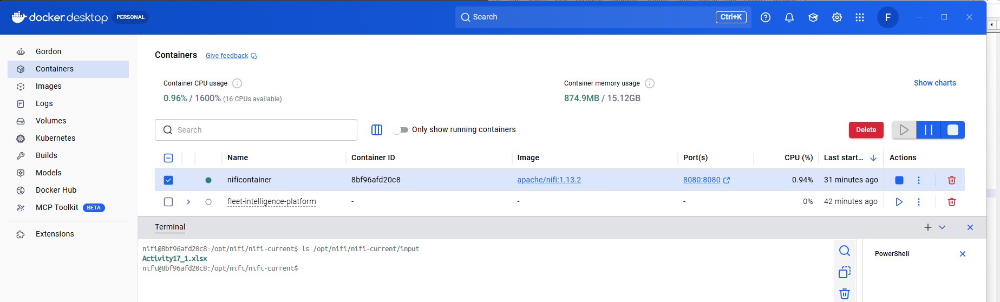 docker.desktop PERSONAL
Search
Ctrl+K
F
Gordon
Containers
Images
Logs
Volumes
Kubernetes
Builds
Models
Docker Hub
MCP Toolkit BETA
Extensions
Containers Give feedback
Container CPU usage
0.96% / 1600% (16 CPUs available)
Container memory usage
874.9MB / 15.12GB
Show charts
Search
Only show running containers
Delete
Name Container ID Image Port(s) CPU (%) Last start... Actions
nificontainer 8bf96afd20c8 apache/nifi:1.13.2 8080:8080 0.94% 31 minutes ago
fleet-intelligence-platform - - - 0% 42 minutes ago
Terminal
nifi@8bf96afd20c8:/opt/nifi/nifi-current$ ls /opt/nifi/nifi-current/input
Activity17_1.xlsx
nifi@8bf96afd20c8:/opt/nifi/nifi-current$
PowerShell